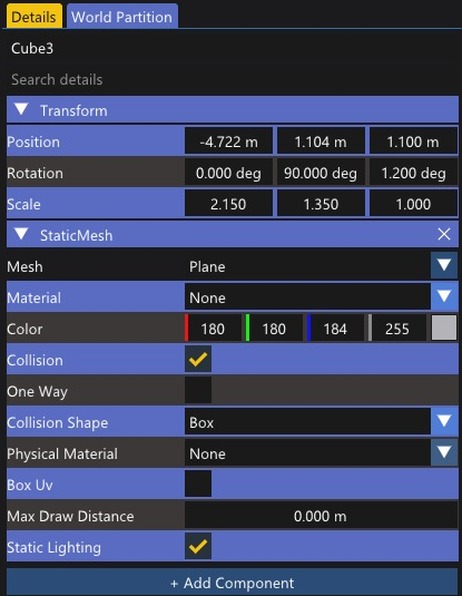 Details World Partition
Cube3
Search details
Transform
Position -4.722 m 1.104 m 1.100 m
Rotation 0.000 deg 90.000 deg 1.200 deg
Scale 2.150 1.350 1.000
StaticMesh
Mesh Plane
Material None
Color 180 180 184 255
Collision
One Way
Collision Shape Box
Physical Material None
Box Uv
Max Draw Distance 0.000 m
Static Lighting
+ Add Component